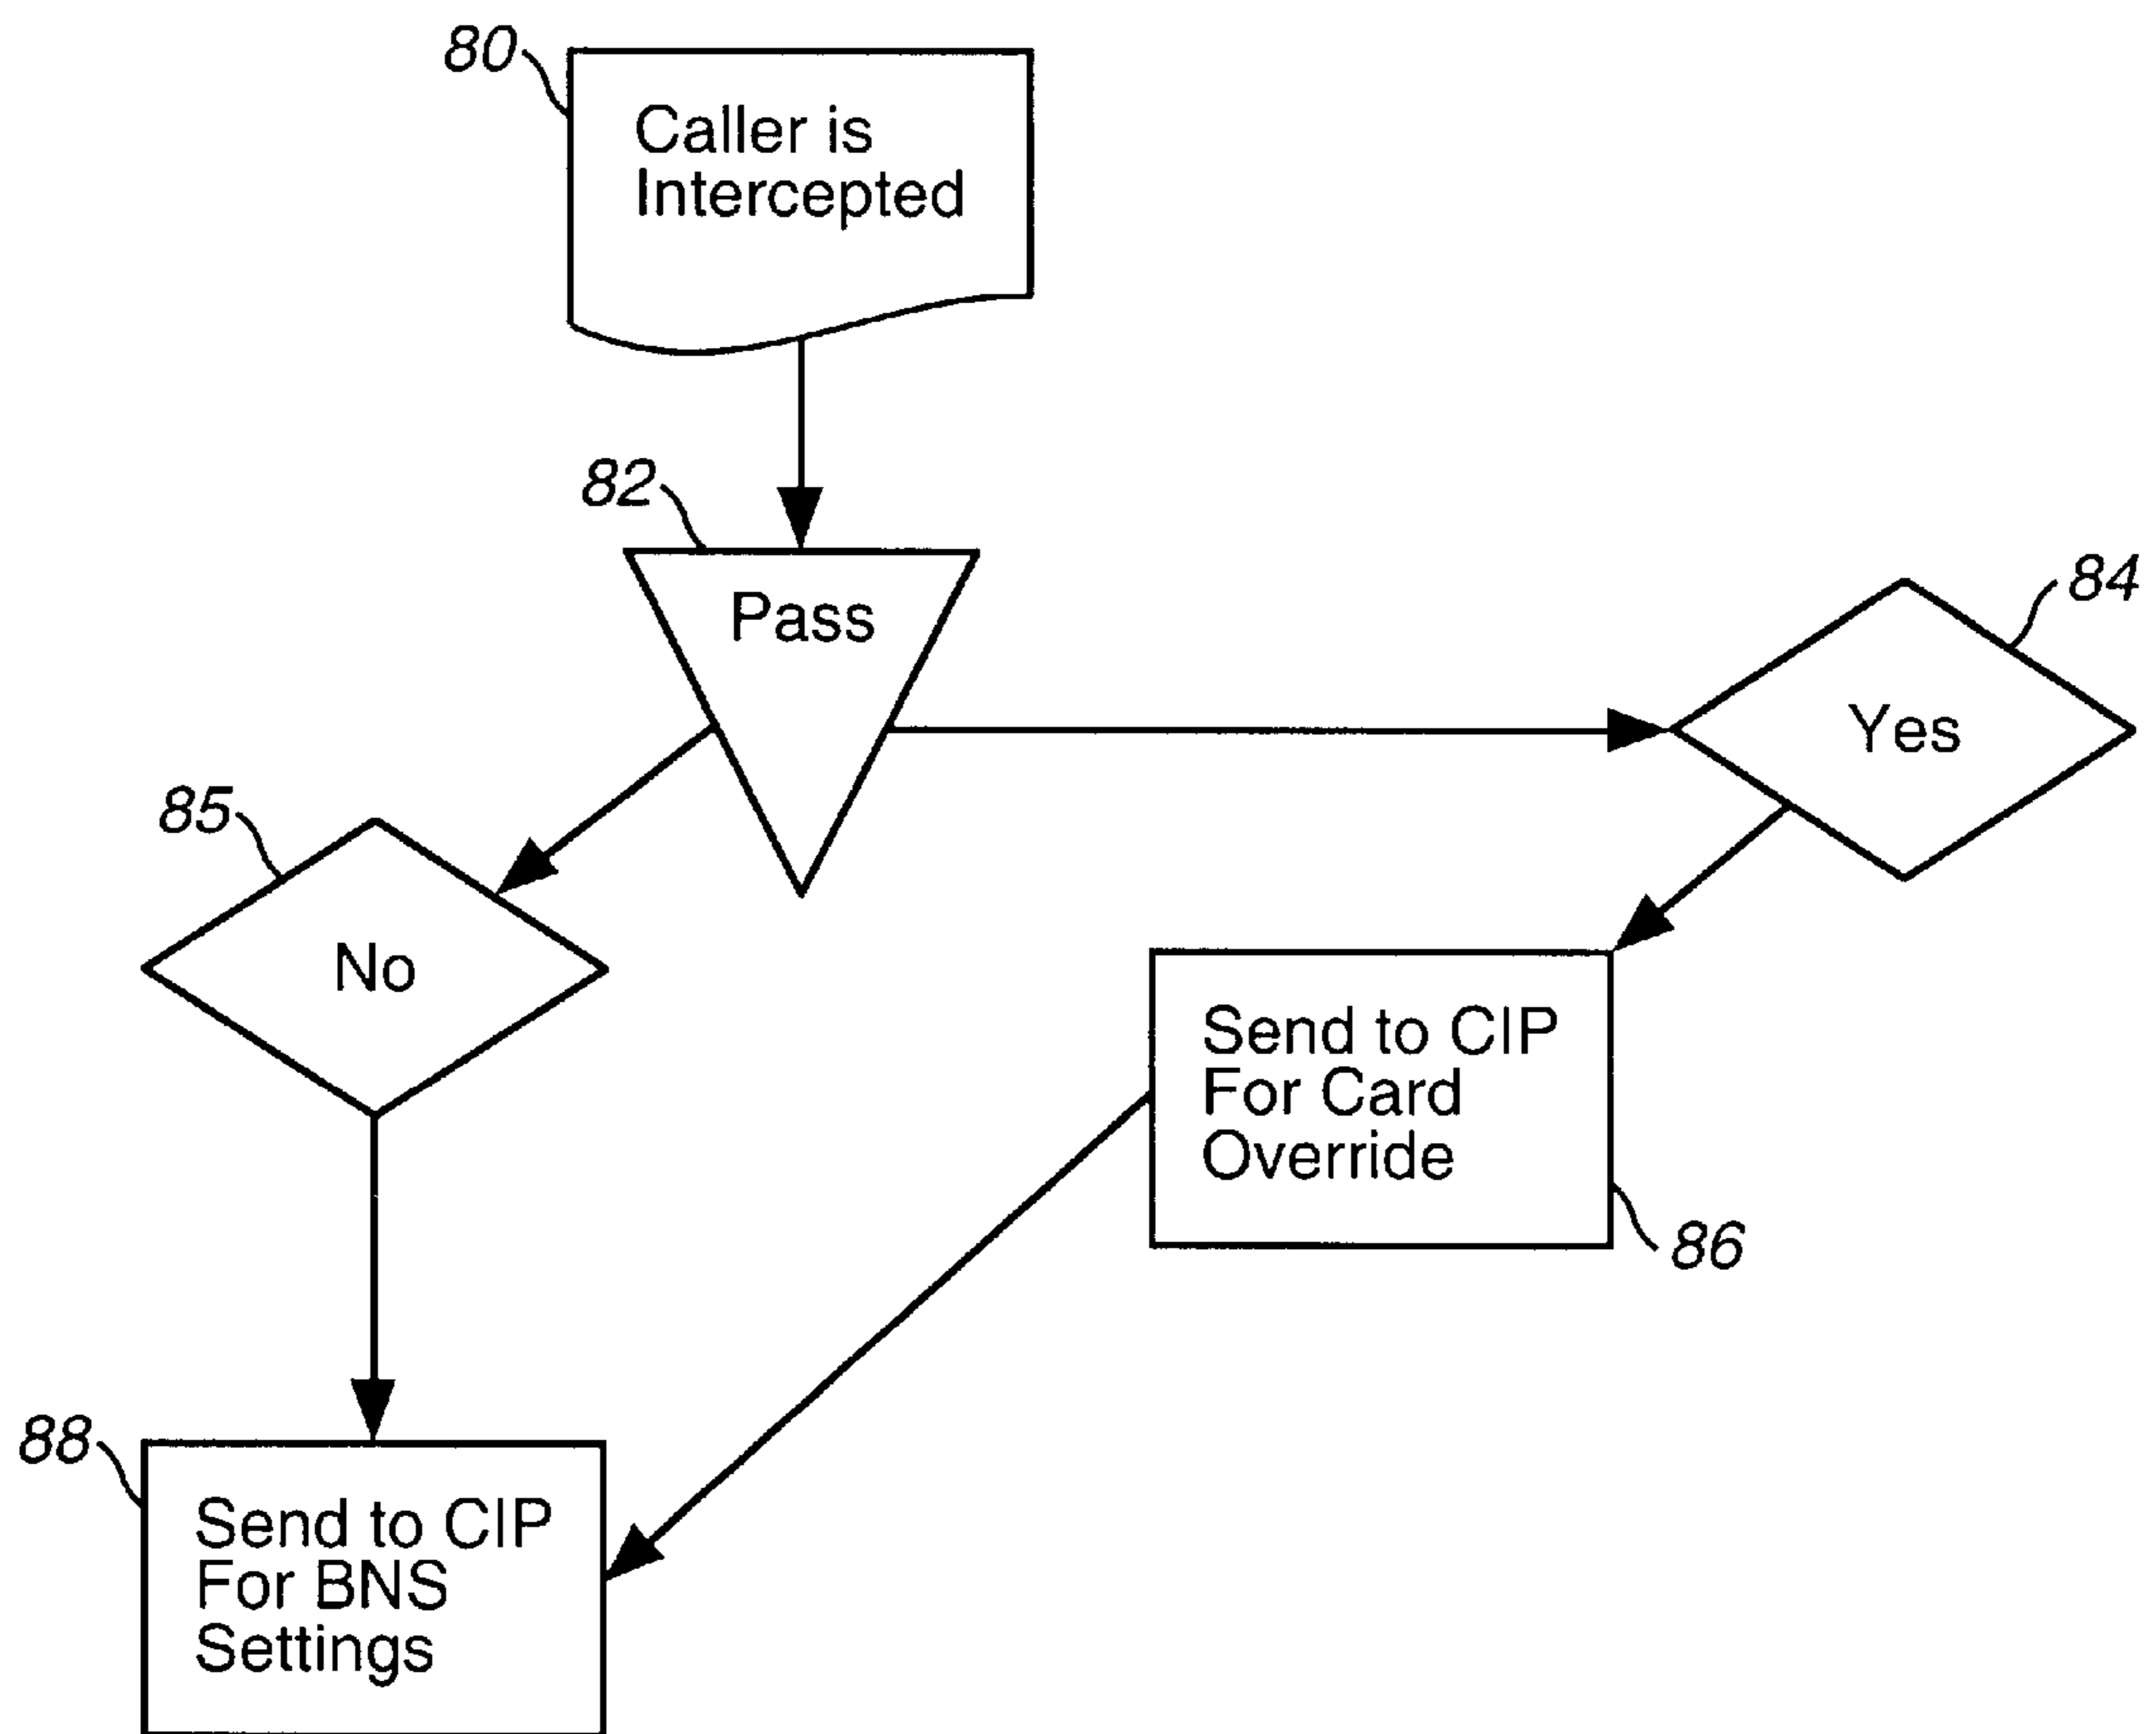 80
Caller is
Intercepted
82
Pass
84
Yes
85
No
Send to CIP
For Card
Override
86
88
Send to CIP
For BNS
Settings